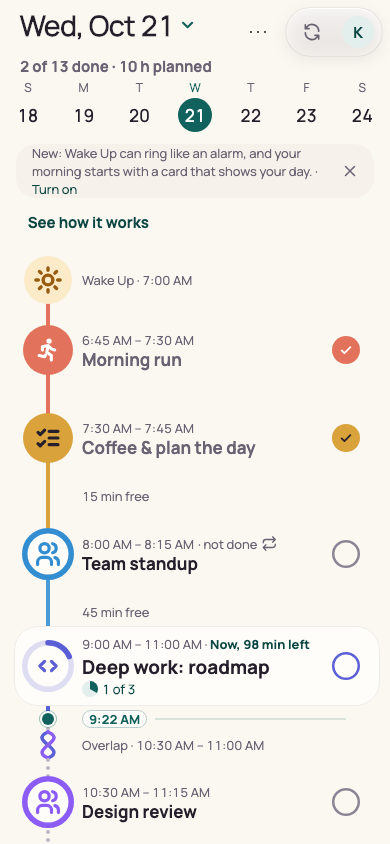 Wed, Oct 21
...
K
2 of 13 done · 10 h planned
S M T W T F S
18 19 20 21 22 23 24
New: Wake Up can ring like an alarm, and your
morning starts with a card that shows your day. ·
Turn on
See how it works
Wake Up · 7:00 AM
6:45 AM – 7:30 AM
Morning run
7:30 AM – 7:45 AM
Coffee & plan the day
15 min free
8:00 AM – 8:15 AM · not done
Team standup
45 min free
9:00 AM – 11:00 AM · Now, 98 min left
Deep work: roadmap
1 of 3
9:22 AM
Overlap · 10:30 AM – 11:00 AM
10:30 AM – 11:15 AM
Design review